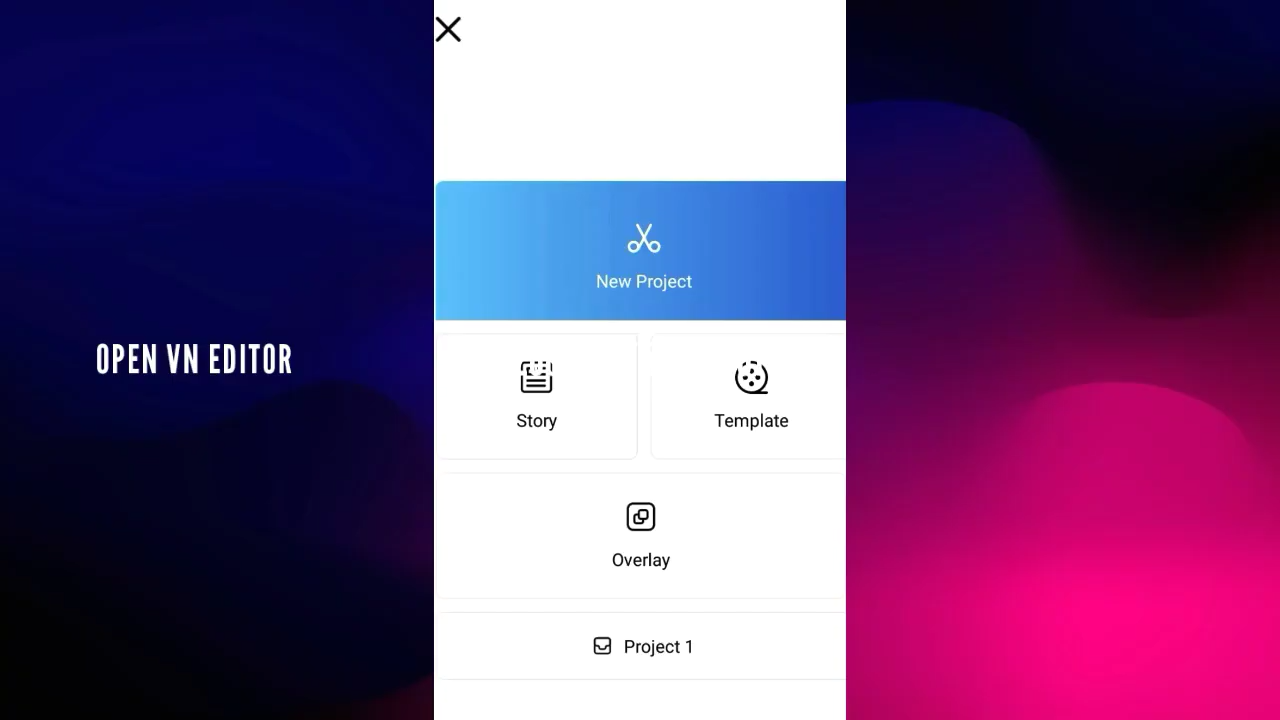 OPEN VN EDITOR
New Project
Story
Template
Overlay
Project 1